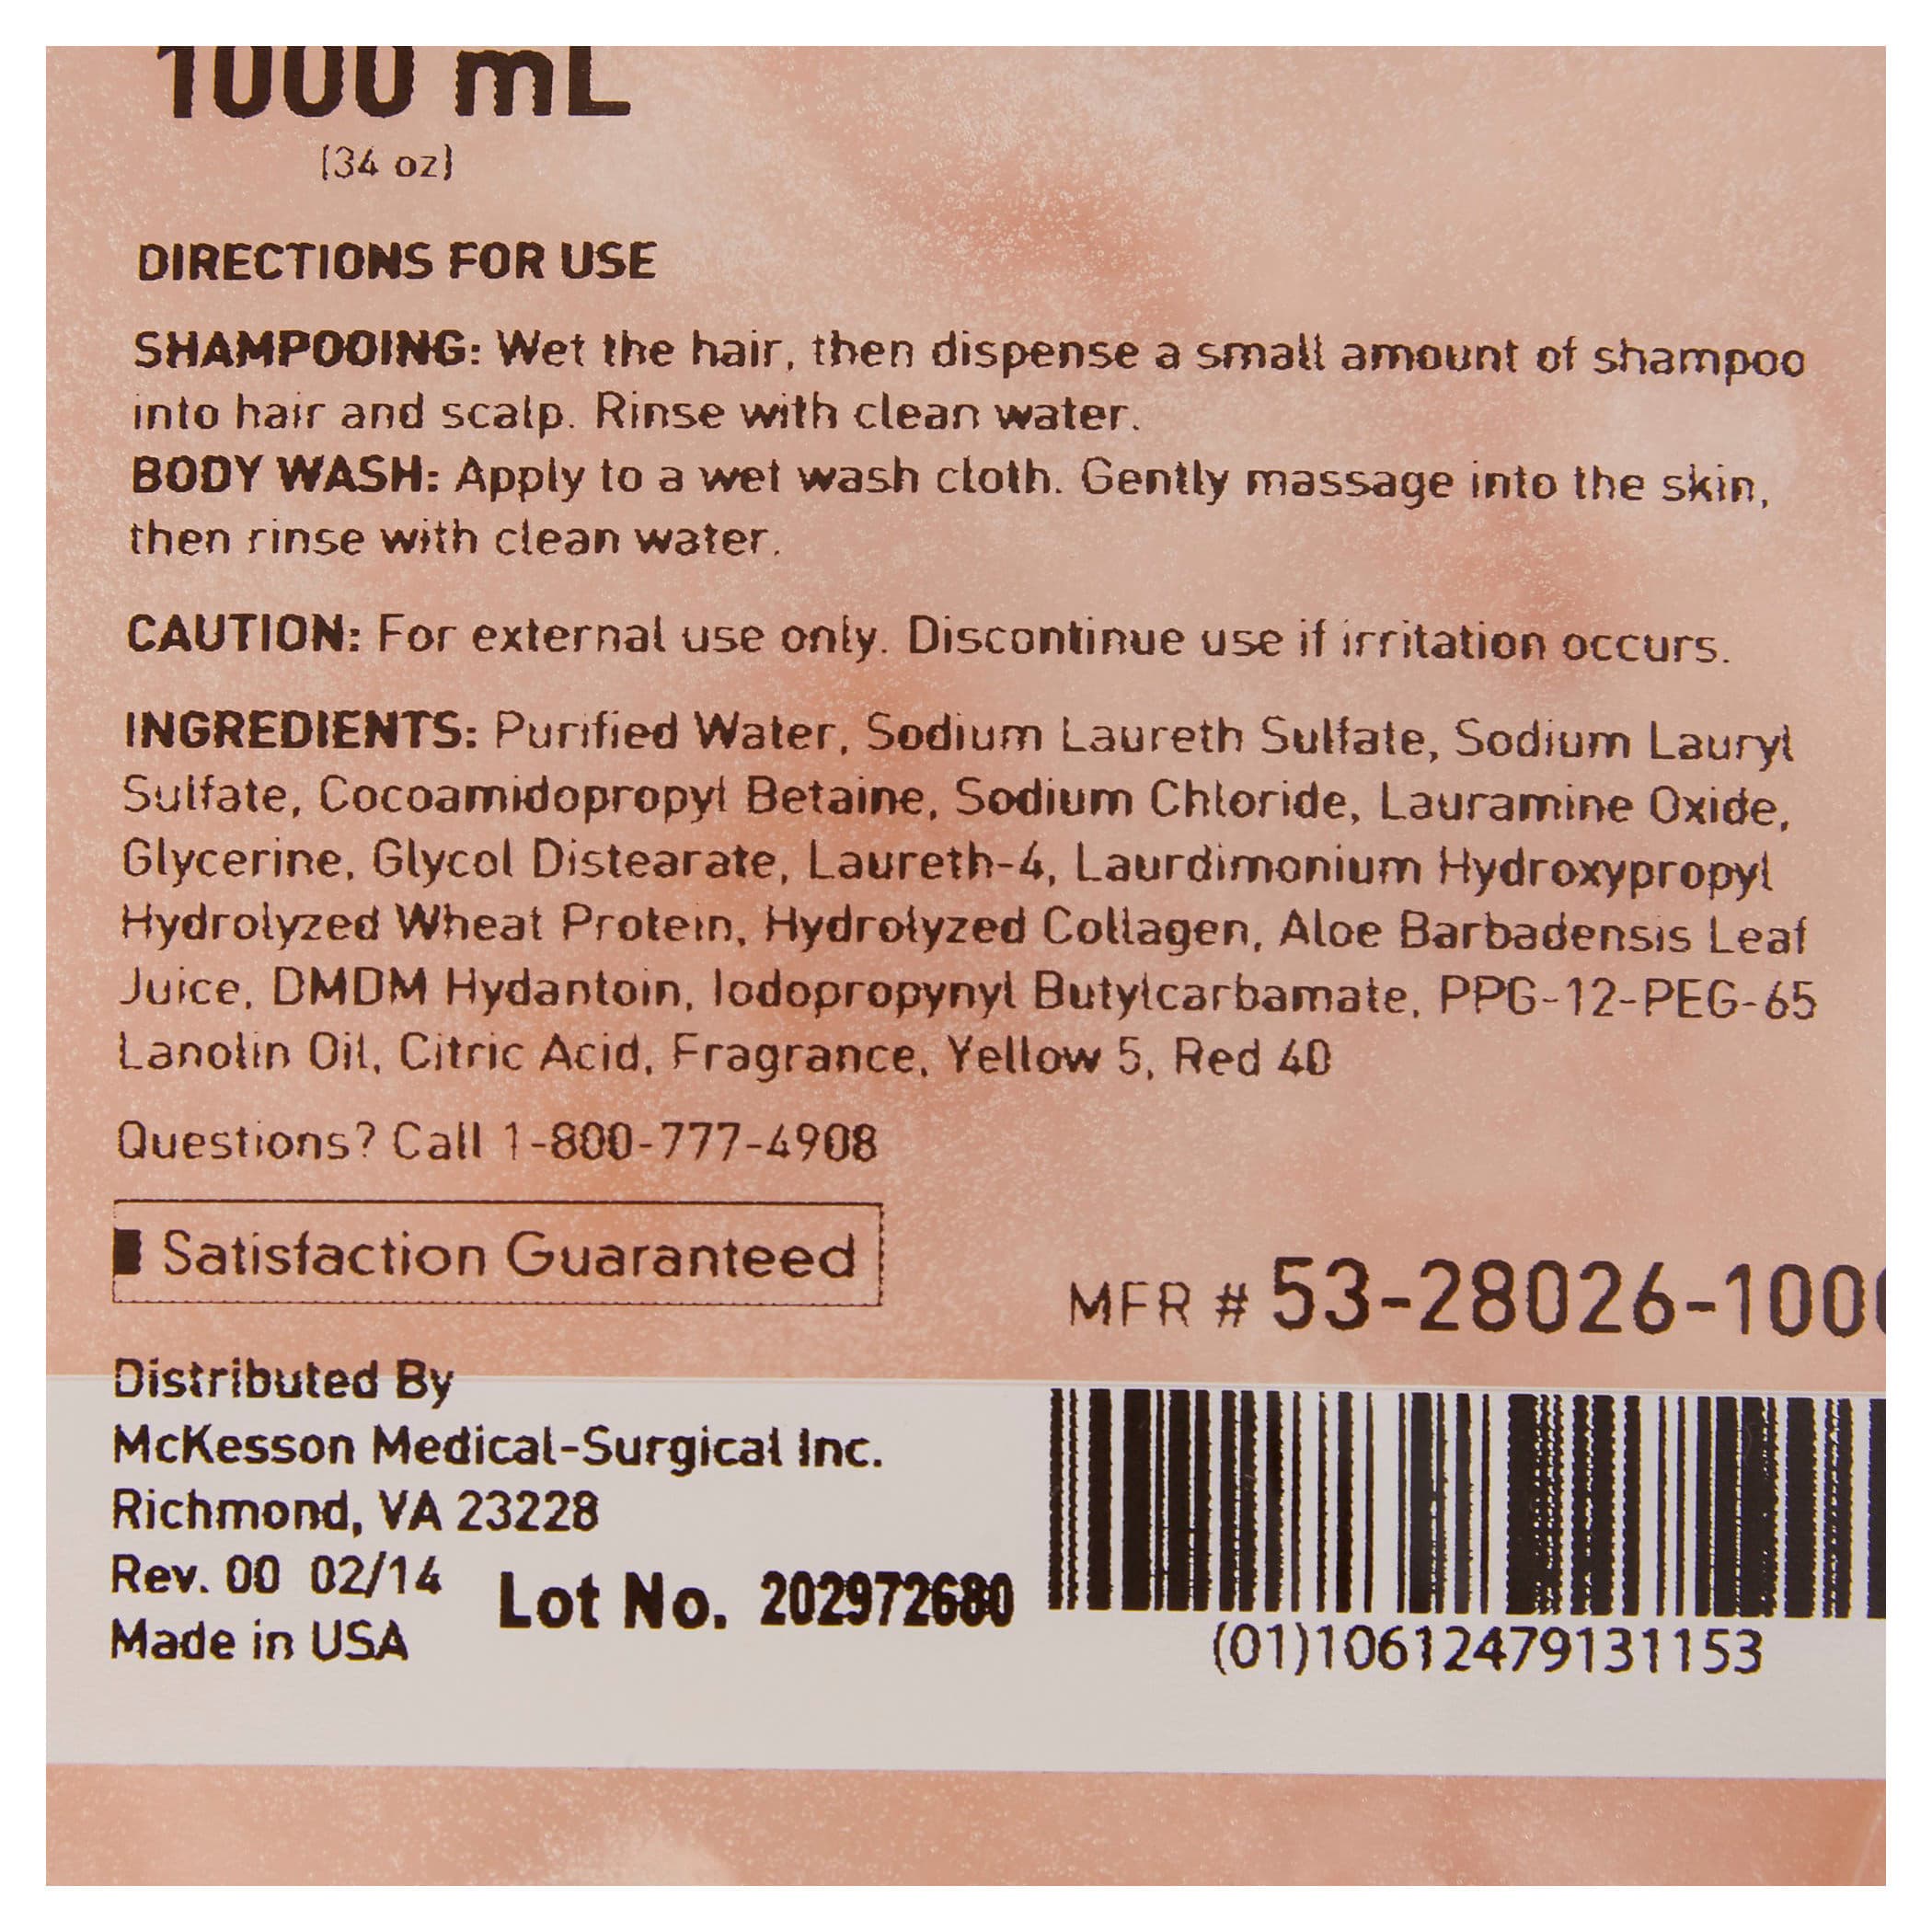 1000 mL
(34 oz)
DIRECTIONS FOR USE
SHAMPOOING: Wet the hair, then dispense a small amount of shampoo
into hair and scalp. Rinse with clean water.
BODY WASH: Apply to a wet wash cloth. Gently massage into the skin,
then rinse with clean water.
CAUTION: For external use only. Discontinue use if irritation occurs.
INGREDIENTS: Purified Water, Sodium Laureth Sulfate, Sodium Lauryl
Sulfate, Cocoamidopropyl Betaine, Sodium Chloride, Lauramine Oxide,
Glycerine, Glycol Distearate, Laureth-4, Laurdimonium Hydroxypropyl
Hydrolyzed Wheat Protein, Hydrolyzed Collagen, Aloe Barbadensis Leaf
Juice, DMDM Hydantoin, Iodopropynyl Butylcarbamate, PPG-12-PEG-65
Lanolin Oil, Citric Acid, Fragrance, Yellow 5, Red 40
Questions? Call 1-800-777-4908
Satisfaction Guaranteed
MFR # 53-28026-1000
Distributed By
McKesson Medical-Surgical Inc.
Richmond, VA 23228
Rev. 00 02/14
Lot No. 202972680
Made in USA
(01)10612479131153